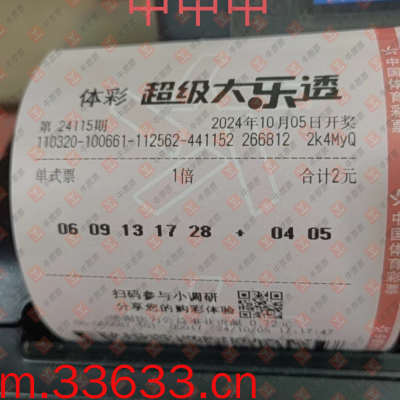 中中中
体彩 超级大乐透
第 24115期 2024年10月05日开奖
110320-100661-112562-441152 266812 2k4MyQ
单式票 1倍 合计2元
06 09 13 17 28 + 04 05
扫码参与小调研
分享您的购彩体验
m.33633.cn